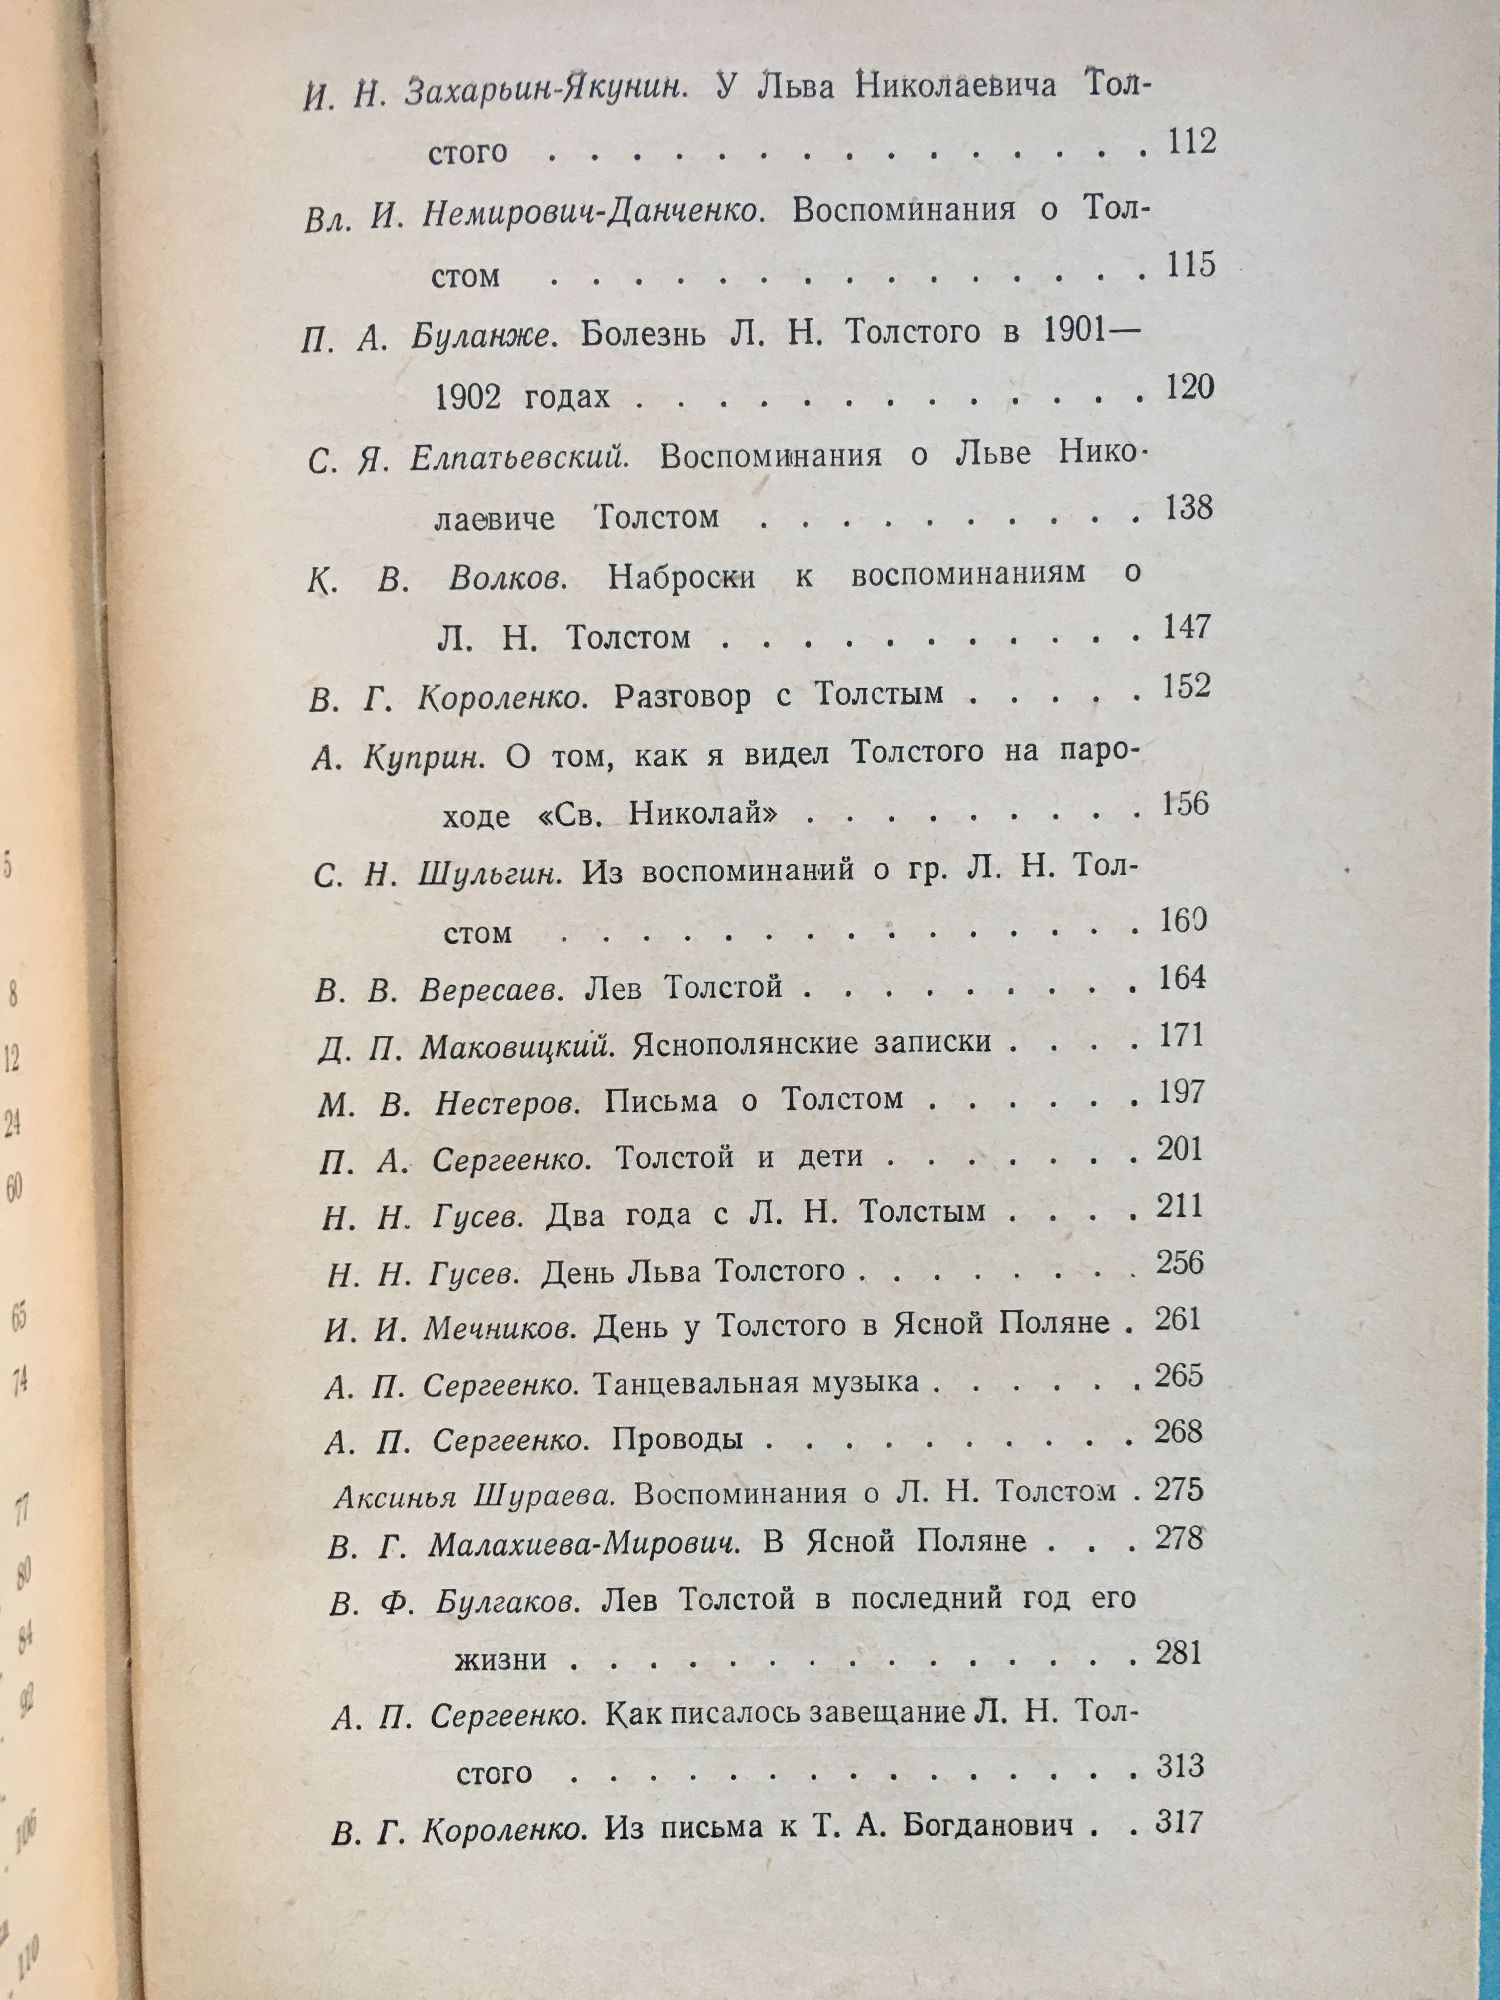 И. Н. Захарьин-Якунин. У Льва Николаевича Тол-
стого . . . . . . . . . . . . . . . 112
Вл. И. Немирович-Данченко. Воспоминания о Тол-
стом . . . . . . . . . . . . . . . 115
П. А. Буланже. Болезнь Л. Н. Толстого в 1901—
1902 годах . . . . . . . . . . . . . 120
С. Я. Елпатьевский. Воспоминания о Льве Нико-
лаевиче Толстом . . . . . . . . . . 138
К. В. Волков. Наброски к воспоминаниям о
Л. Н. Толстом . . . . . . . . . . . 147
В. Г. Короленко. Разговор с Толстым . . . . . 152
А. Куприн. О том, как я видел Толстого на паро-
ходе «Св. Николай» . . . . . . . . . 156
С. Н. Шульгин. Из воспоминаний о гр. Л. Н. Тол-
стом . . . . . . . . . . . . . . . 160
В. В. Вересаев. Лев Толстой . . . . . . . . . 164
Д. П. Маковицкий. Яснополянские записки . . . . 171
М. В. Нестеров. Письма о Толстом . . . . . . 197
П. А. Сергеенко. Толстой и дети . . . . . . . 201
Н. Н. Гусев. Два года с Л. Н. Толстым . . . . 211
Н. Н. Гусев. День Льва Толстого . . . . . . . . 256
И. И. Мечников. День у Толстого в Ясной Поляне . 261
А. П. Сергеенко. Танцевальная музыка . . . . . . 265
А. П. Сергеенко. Проводы . . . . . . . . . . 268
Аксинья Шураева. Воспоминания о Л. Н. Толстом . 275
В. Г. Малахиева-Мирович. В Ясной Поляне . . . 278
В. Ф. Булгаков. Лев Толстой в последний год его
жизни . . . . . . . . . . . . . . . 281
А. П. Сергеенко. Как писалось завещание Л. Н. Тол-
стого . . . . . . . . . . . . . . . 313
В. Г. Короленко. Из письма к Т. А. Богданович . . 317
5
8
12
24
60
65
74
77
80
84
92
106
110